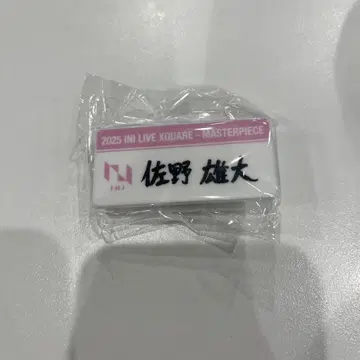 2025 INI LIVE XQUARE - MASTERPIECE
佐野 雄大
INI